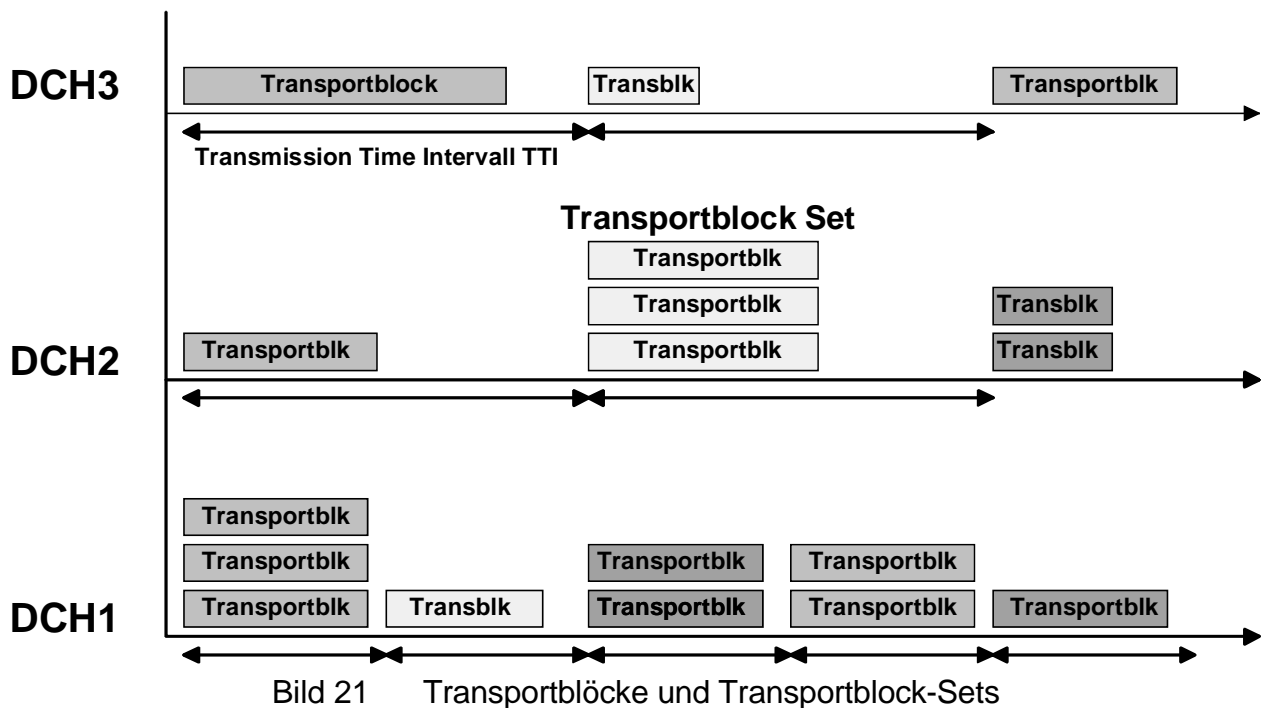 DCH3 Transportblock Transblk Transportblk
Transmission Time Intervall TTI
Transportblock Set
Transportblk
Transportblk Transblk
DCH2 Transportblk Transportblk Transblk
Transportblk
Transportblk Transportblk Transportblk
DCH1 Transportblk Transblk Transportblk Transportblk Transportblk
Bild 21 Transportblöcke und Transportblock-Sets